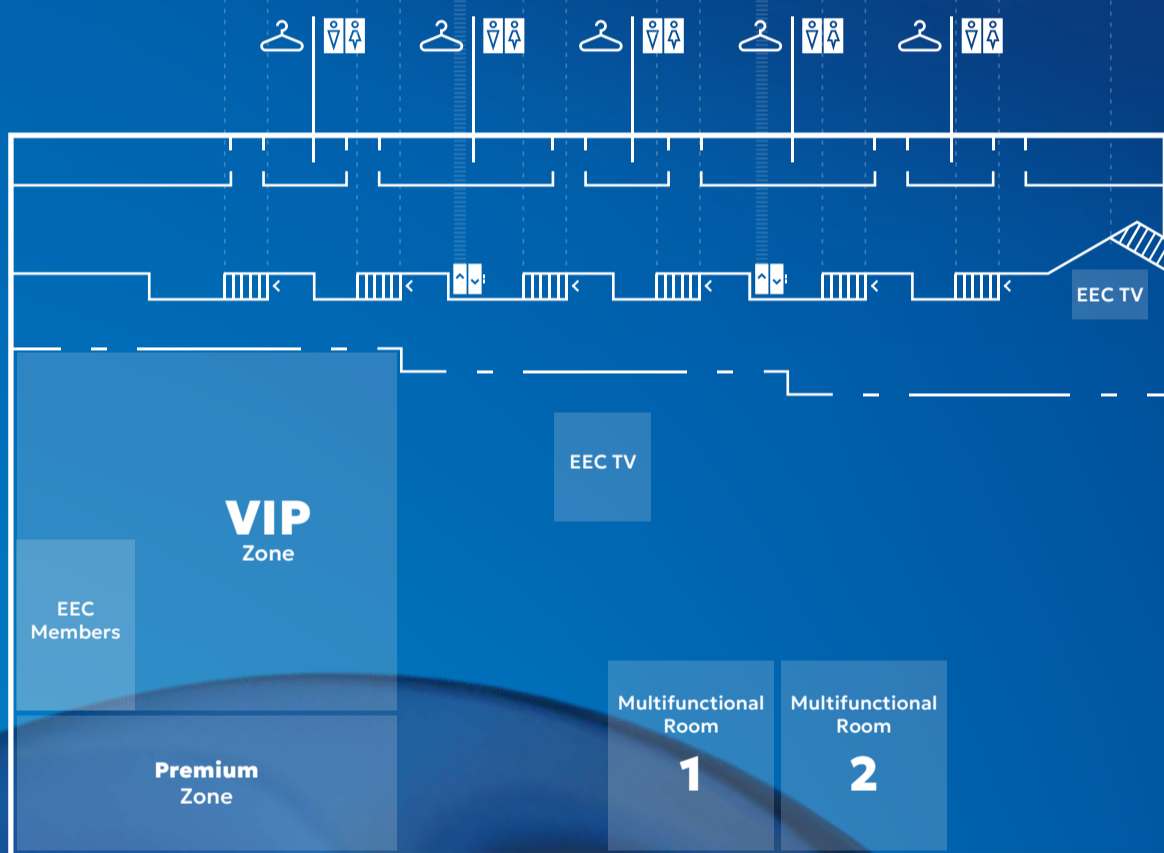 EEC TV
EEC TV
VIP
Zone
EEC
Members
Multifunctional
Room
1
Multifunctional
Room
2
Premium
Zone